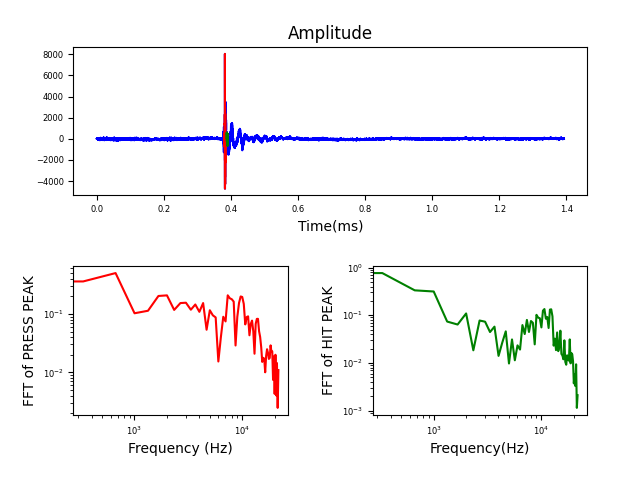 Amplitude
8000
6000
4000
2000
0
−2000
−4000
0.0 0.2 0.4 0.6 0.8 1.0 1.2 1.4
Time(ms)
FFT of PRESS PEAK
10⁻¹
10⁻²
10³ 10⁴
Frequency (Hz)
FFT of HIT PEAK
10⁰
10⁻¹
10⁻²
10⁻³
10³ 10⁴
Frequency(Hz)